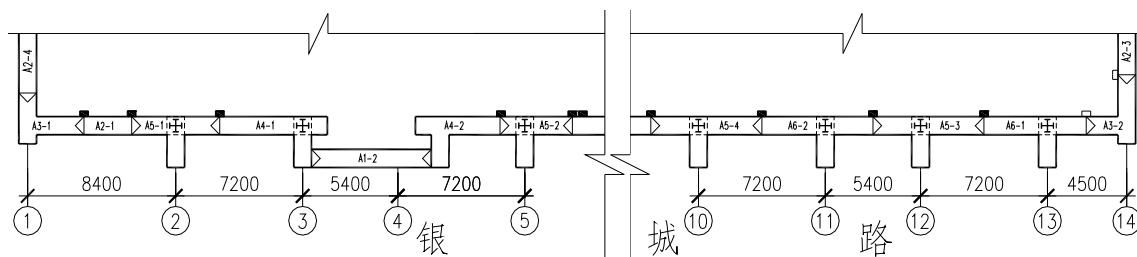 A2-4
A2-3
A3-1 A2-1 A5-1 A4-1 A4-2 A5-2 A5-4 A6-2 A5-3 A6-1 A3-2
A1-2
8400 7200 5400 7200 7200 5400 7200 4500
1 2 3 4 5 10 11 12 13 14
银 城 路